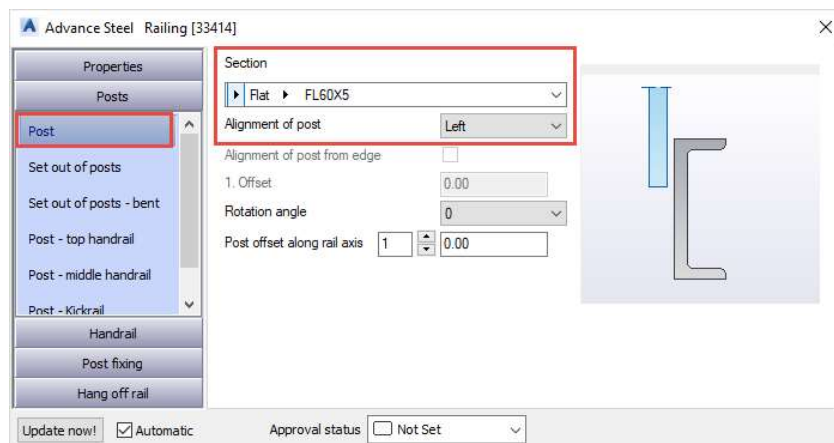 Advance Steel Railing [33414]
Properties
Posts
Post
Set out of posts
Set out of posts - bent
Post - top handrail
Post - middle handrail
Post - Kickrail
Handrail
Post fixing
Hang off rail
Section
Flat FL60X5
Alignment of post Left
Alignment of post from edge
1. Offset 0.00
Rotation angle 0
Post offset along rail axis 1 0.00
Update now! Automatic Approval status Not Set